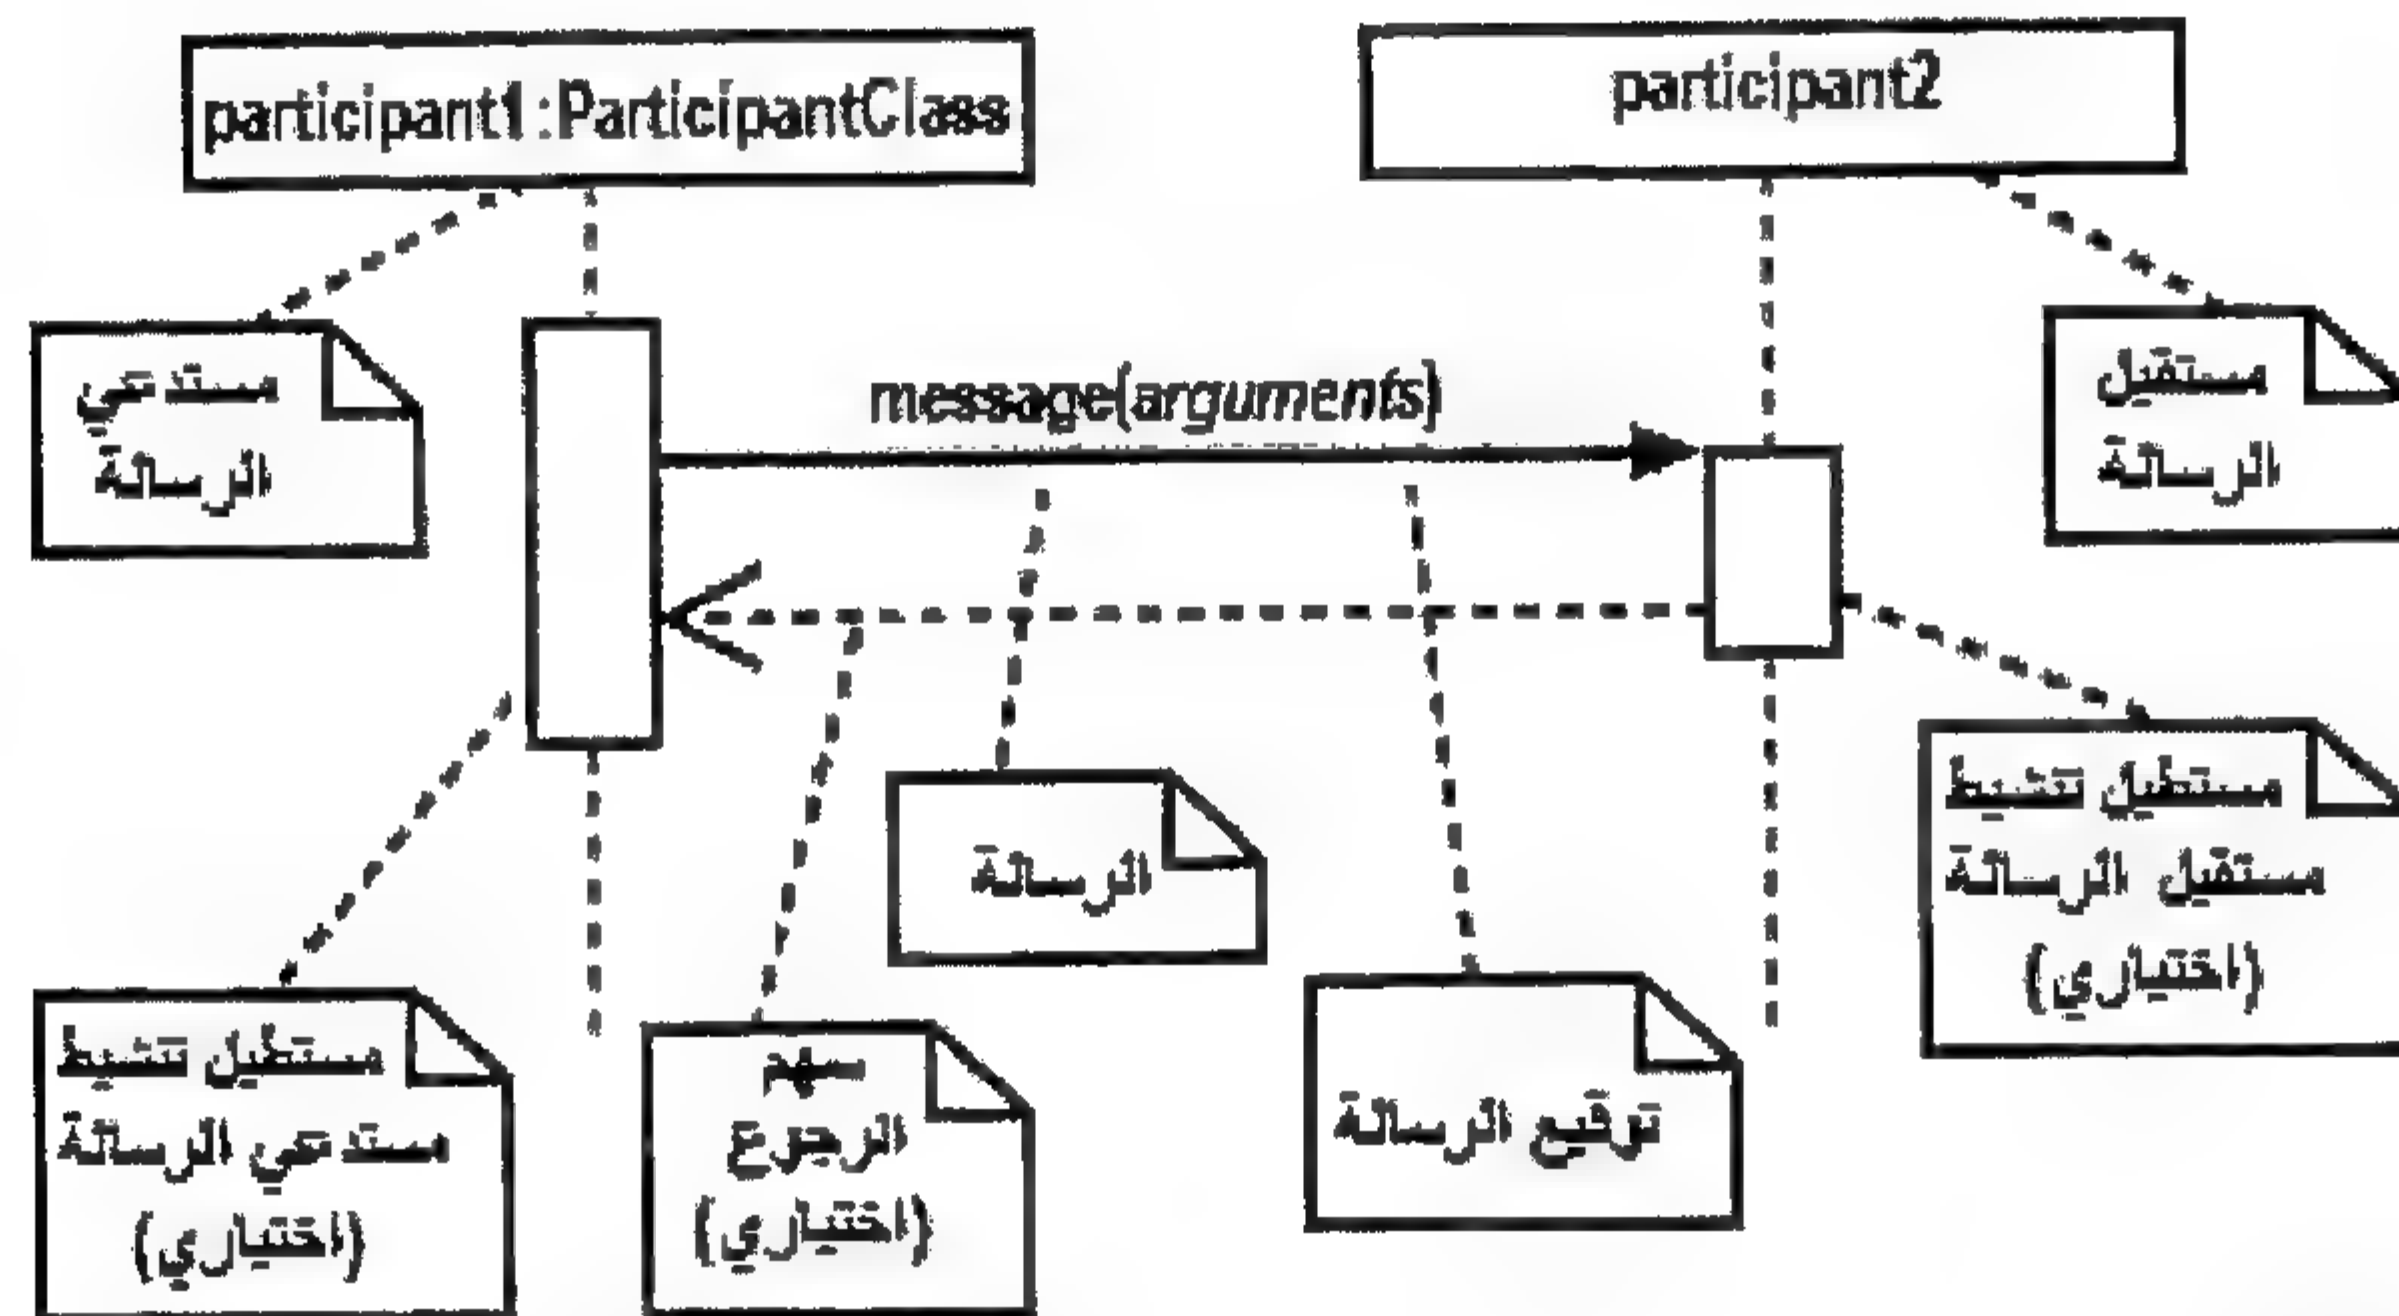 participant1:ParticipantClass
participant2
مستدعي
الرسالة
message(arguments)
مستقبل
الرسالة
الرسالة
مستطيل تنشيط
مستقبل الرسالة
(اختياري)
مستطيل تنشيط
مستدعي الرسالة
(اختياري)
سهم
الرجوع
(اختياري)
توقيع الرسالة